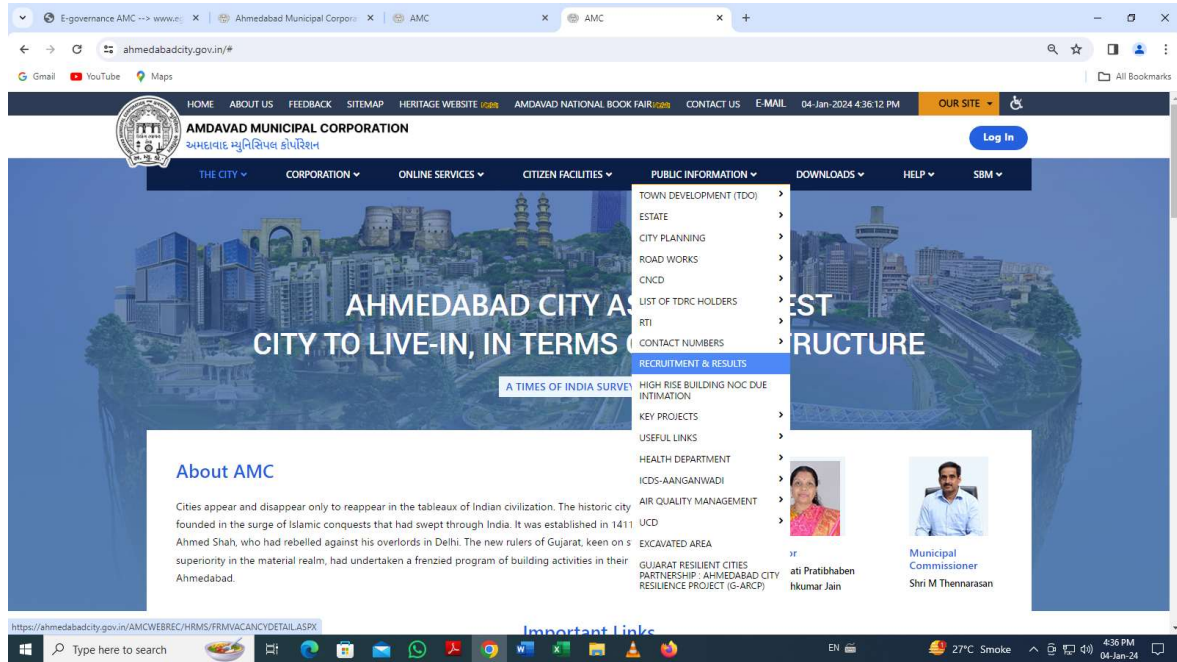 E-governance AMC --> www.e
Ahmedabad Municipal Corpora
AMC
AMC
ahmedabadcity.gov.in/#
Gmail YouTube Maps All Bookmarks
HOME ABOUT US FEEDBACK SITEMAP HERITAGE WEBSITE AMDAVAD NATIONAL BOOK FAIR CONTACT US E-MAIL 04-Jan-2024 4:36:12 PM OUR SITE
AMDAVAD MUNICIPAL CORPORATION
અમદાવાદ મ્યુનિસિપલ કોર્પોરેશન
Log In
THE CITY CORPORATION ONLINE SERVICES CITIZEN FACILITIES PUBLIC INFORMATION DOWNLOADS HELP SBM
TOWN DEVELOPMENT (TDO)
ESTATE
CITY PLANNING
ROAD WORKS
CNCD
LIST OF TDRC HOLDERS
RTI
CONTACT NUMBERS
RECRUITMENT & RESULTS
HIGH RISE BUILDING NOC DUE
INTIMATION
KEY PROJECTS
USEFUL LINKS
HEALTH DEPARTMENT
ICDS-AANGANWADI
AIR QUALITY MANAGEMENT
UCD
EXCAVATED AREA
GUJARAT RESILIENT CITIES
PARTNERSHIP : AHMEDABAD CITY
RESILIENCE PROJECT (G-ARCP)
AHMEDABAD CITY AS EST
CITY TO LIVE-IN, IN TERMS RUCTURE
A TIMES OF INDIA SURVEY
About AMC
Cities appear and disappear only to reappear in the tableaux of Indian civilization. The historic city
founded in the surge of Islamic conquests that had swept through India. It was established in 1411
Ahmed Shah, who had rebelled against his overlords in Delhi. The new rulers of Gujarat, keen on s
superiority in the material realm, had undertaken a frenzied program of building activities in their
Ahmedabad.
or
ati Pratibhaben
hkumar Jain
Municipal
Commissioner
Shri M Thennarasan
Important Links
https://ahmedabadcity.gov.in/AMCWEBREC/HRMS/FRMVACANCYDETAIL.ASPX
Type here to search
EN
27°C Smoke
4:36 PM
04-Jan-24